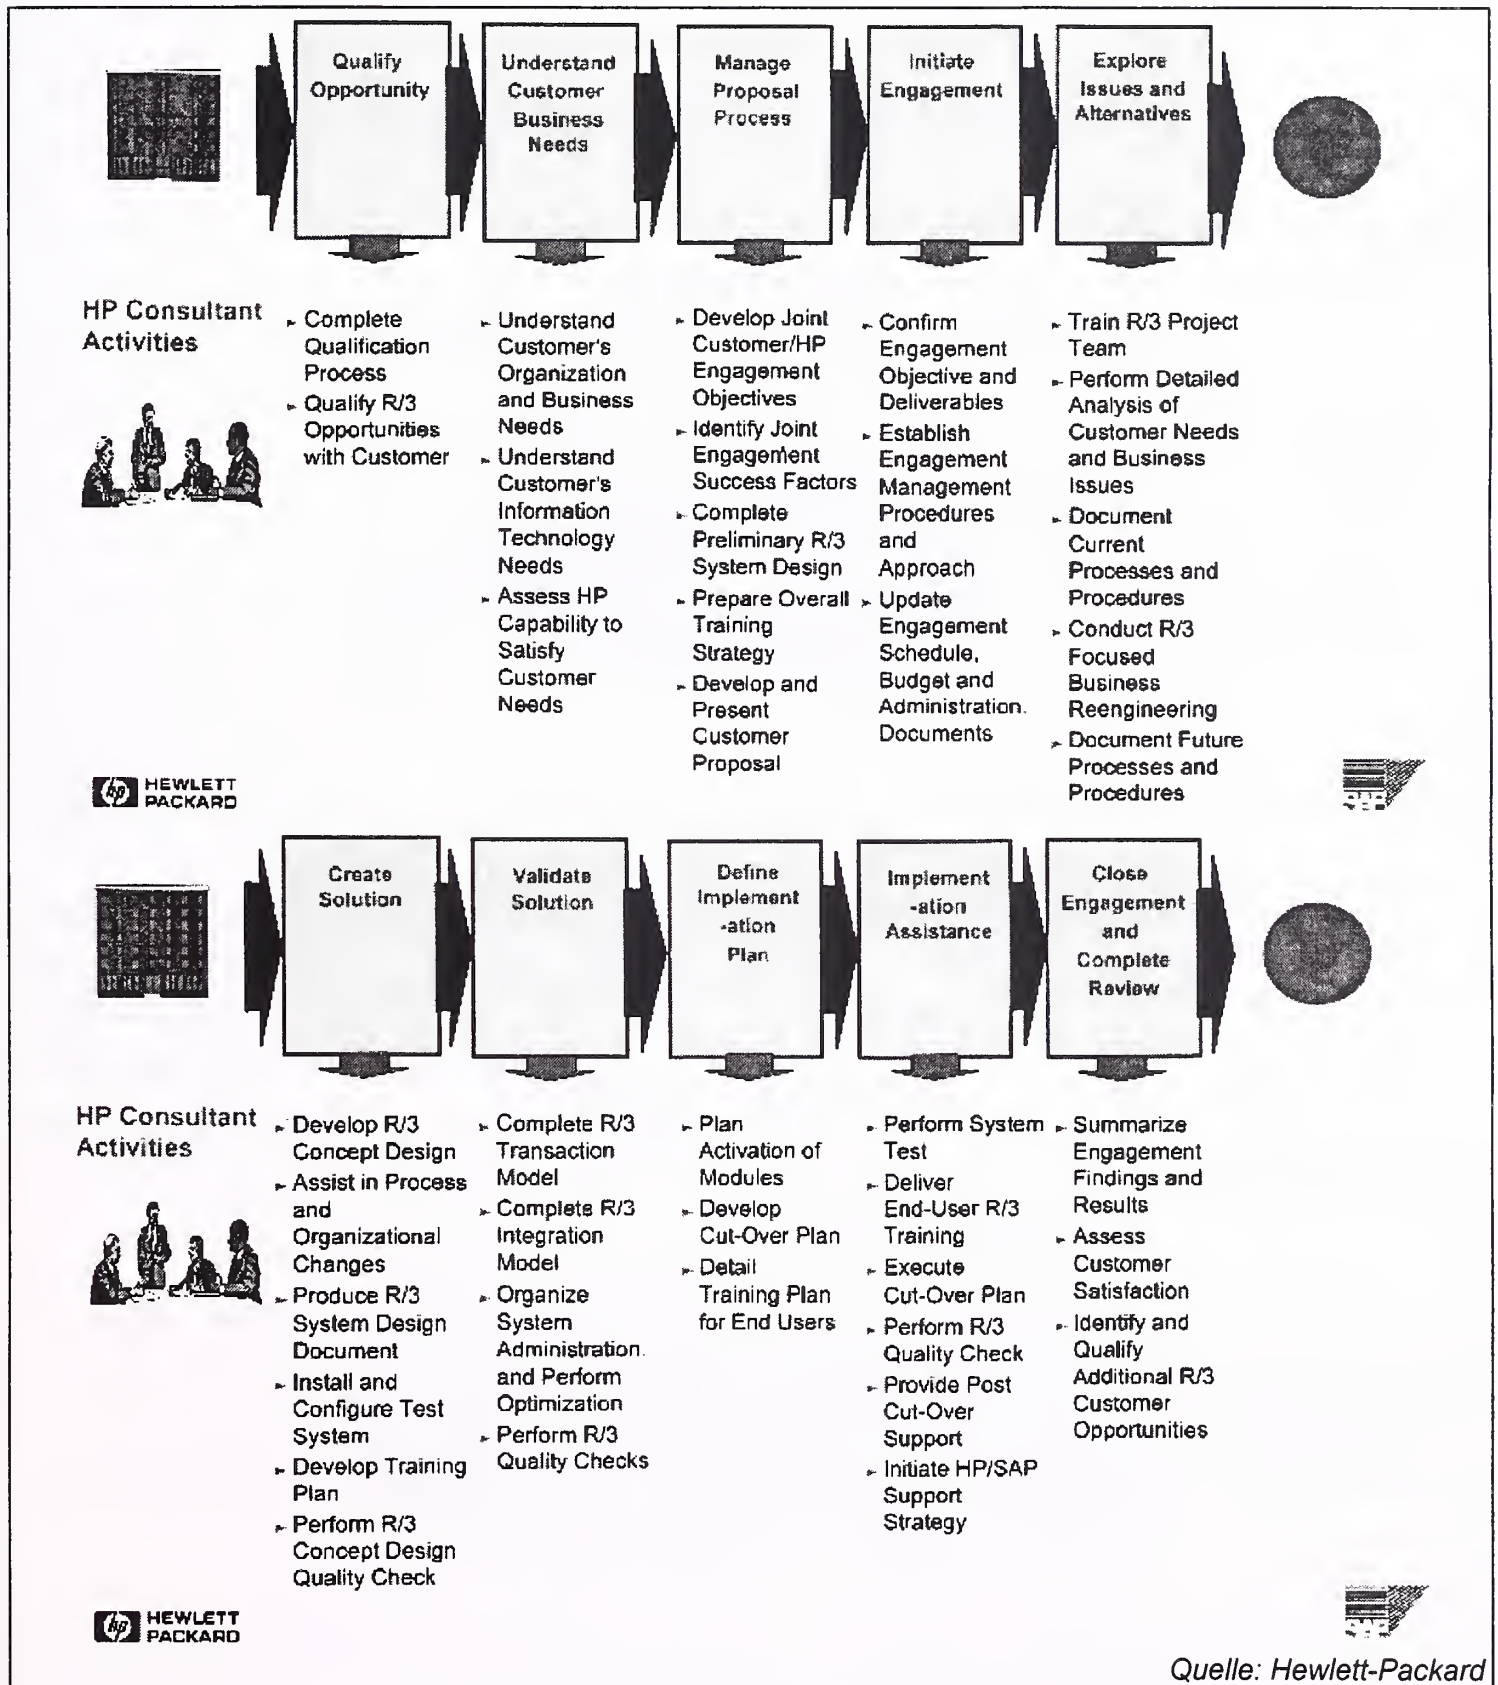 Qualify
Opportunity
Understand
Customer
Business
Needs
Manage
Proposal
Process
Initiate
Engagement
Explore
Issues and
Alternatives
HP Consultant
Activities
Complete
Qualification
Process
Qualify R/3
Opportunities
with Customer
Understand
Customer's
Organization
and Business
Needs
Understand
Customer's
Information
Technology
Needs
Assess HP
Capability to
Satisfy
Customer
Needs
Develop Joint
Customer/HP
Engagement
Objectives
Identify Joint
Engagement
Success Factors
Complete
Preliminary R/3
System Design
Prepare Overall
Training
Strategy
Develop and
Present
Customer
Proposal
Confirm
Engagement
Objective and
Deliverables
Establish
Engagement
Management
Procedures
and
Approach
Update
Engagement
Schedule,
Budget and
Administration.
Documents
Train R/3 Project
Team
Perform Detailed
Analysis of
Customer Needs
and Business
Issues
Document
Current
Processes and
Procedures
Conduct R/3
Focused
Business
Reengineering
Document Future
Processes and
Procedures
hp HEWLETT
PACKARD
SAP
Create
Solution
Validate
Solution
Define
Implement
-ation
Plan
Implement
-ation
Assistance
Close
Engagement
and
Complete
Review
HP Consultant
Activities
Develop R/3
Concept Design
Assist in Process
and
Organizational
Changes
Produce R/3
System Design
Document
Install and
Configure Test
System
Develop Training
Plan
Perform R/3
Concept Design
Quality Check
Complete R/3
Transaction
Model
Complete R/3
Integration
Model
Organize
System
Administration.
and Perform
Optimization
Perform R/3
Quality Checks
Plan
Activation of
Modules
Develop
Cut-Over Plan
Detail
Training Plan
for End Users
Perform System
Test
Deliver
End-User R/3
Training
Execute
Cut-Over Plan
Perform R/3
Quality Check
Provide Post
Cut-Over
Support
Initiate HP/SAP
Support
Strategy
Summarize
Engagement
Findings and
Results
Assess
Customer
Satisfaction
Identify and
Qualify
Additional R/3
Customer
Opportunities
hp HEWLETT
PACKARD
SAP
Quelle: Hewlett-Packard